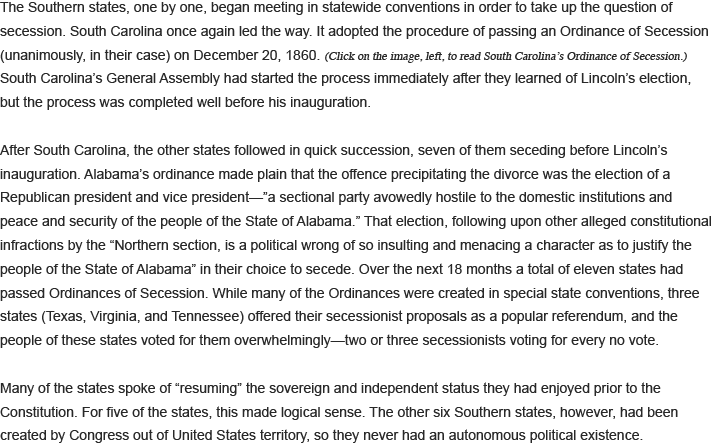 The Southern states, one by one, began meeting in statewide conventions in order to take up the question of
secession. South Carolina once again led the way. It adopted the procedure of passing an Ordinance of Secession
(unanimously, in their case) on December 20, 1860. (Click on the image, left, to read South Carolina’s Ordinance of Secession.)
South Carolina’s General Assembly had started the process immediately after they learned of Lincoln’s election,
but the process was completed well before his inauguration.

After South Carolina, the other states followed in quick succession, seven of them seceding before Lincoln’s
inauguration. Alabama’s ordinance made plain that the offence precipitating the divorce was the election of a
Republican president and vice president—”a sectional party avowedly hostile to the domestic institutions and
peace and security of the people of the State of Alabama.” That election, following upon other alleged constitutional
infractions by the “Northern section, is a political wrong of so insulting and menacing a character as to justify the
people of the State of Alabama” in their choice to secede. Over the next 18 months a total of eleven states had
passed Ordinances of Secession. While many of the Ordinances were created in special state conventions, three
states (Texas, Virginia, and Tennessee) offered their secessionist proposals as a popular referendum, and the
people of these states voted for them overwhelmingly—two or three secessionists voting for every no vote.

Many of the states spoke of “resuming” the sovereign and independent status they had enjoyed prior to the
Constitution. For five of the states, this made logical sense. The other six Southern states, however, had been
created by Congress out of United States territory, so they never had an autonomous political existence.